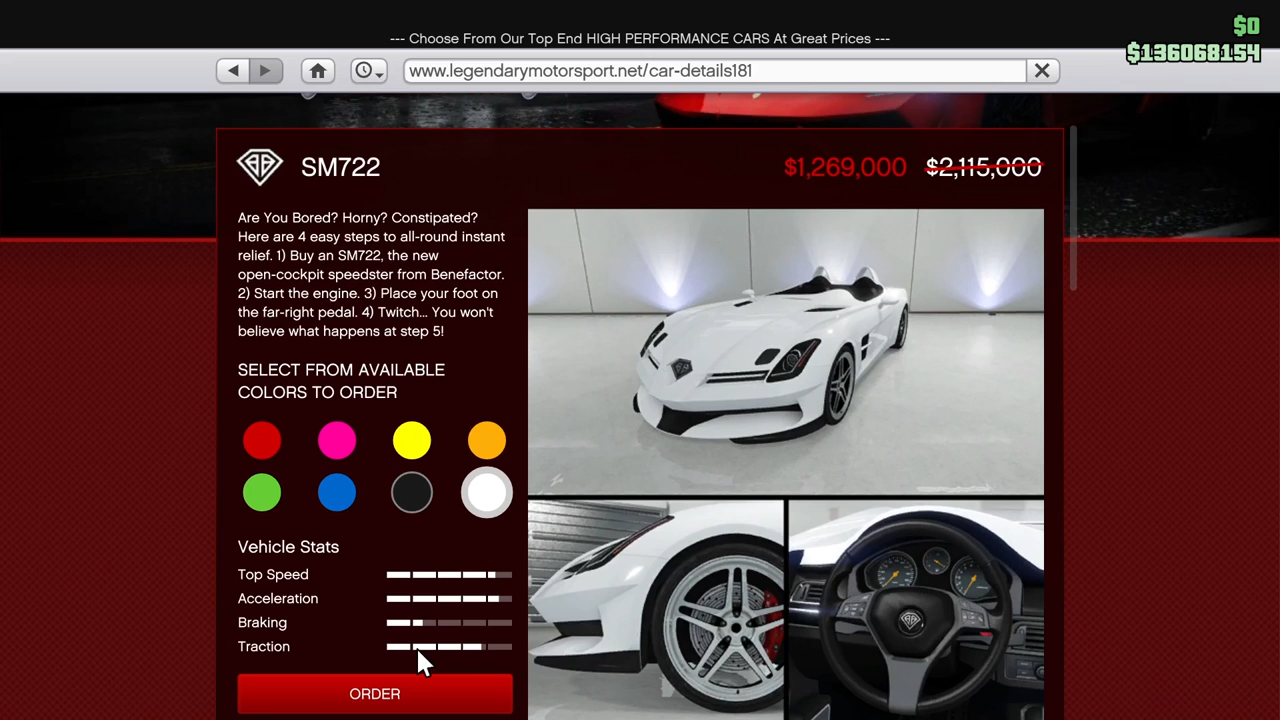 --- Choose From Our Top End HIGH PERFORMANCE CARS At Great Prices ---
$0
$136068154
www.legendarymotorsport.net/car-details181
SM722
$1,269,000 $2,115,000
Are You Bored? Horny? Constipated?
Here are 4 easy steps to all-round instant
relief. 1) Buy an SM722, the new
open-cockpit speedster from Benefactor.
2) Start the engine. 3) Place your foot on
the far-right pedal. 4) Twitch... You won't
believe what happens at step 5!
SELECT FROM AVAILABLE
COLORS TO ORDER
Vehicle Stats
Top Speed
Acceleration
Braking
Traction
ORDER